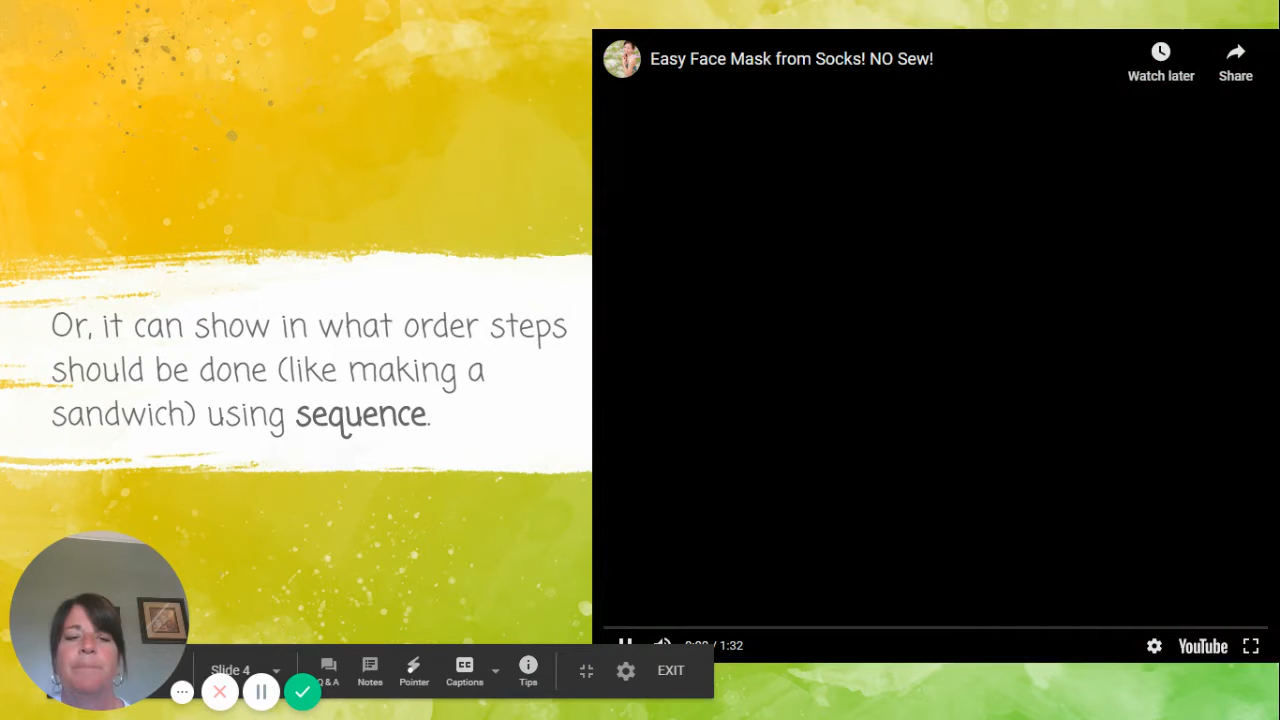 Easy Face Mask from Socks! NO Sew!
Watch later
Share
Or, it can show in what order steps
should be done (like making a
sandwich) using sequence.
/ 1:32
YouTube
Slide 4
Q & A
Notes
Pointer
Captions
Tips
EXIT